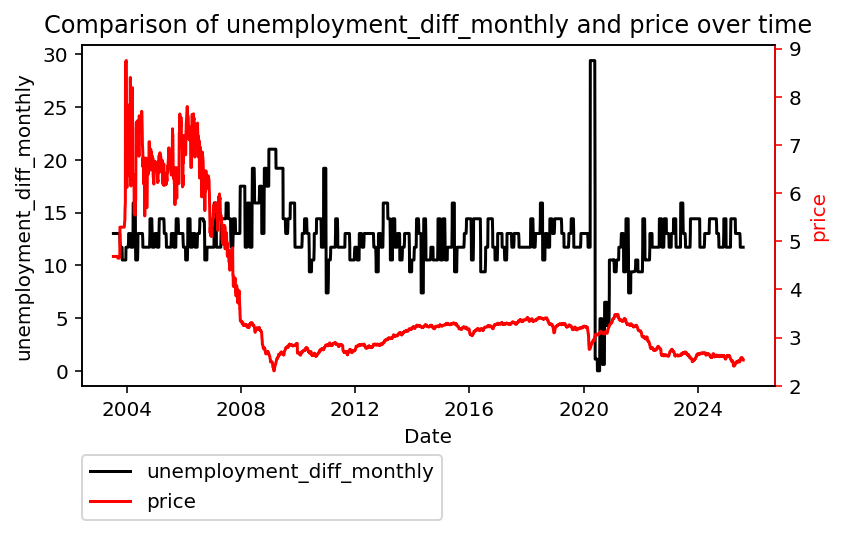 Comparison of unemployment_diff_monthly and price over time
unemployment_diff_monthly
30
25
20
15
10
5
0
9
8
7
6
5
4
3
2
price
2004 2008 2012 2016 2020 2024
Date
unemployment_diff_monthly
price